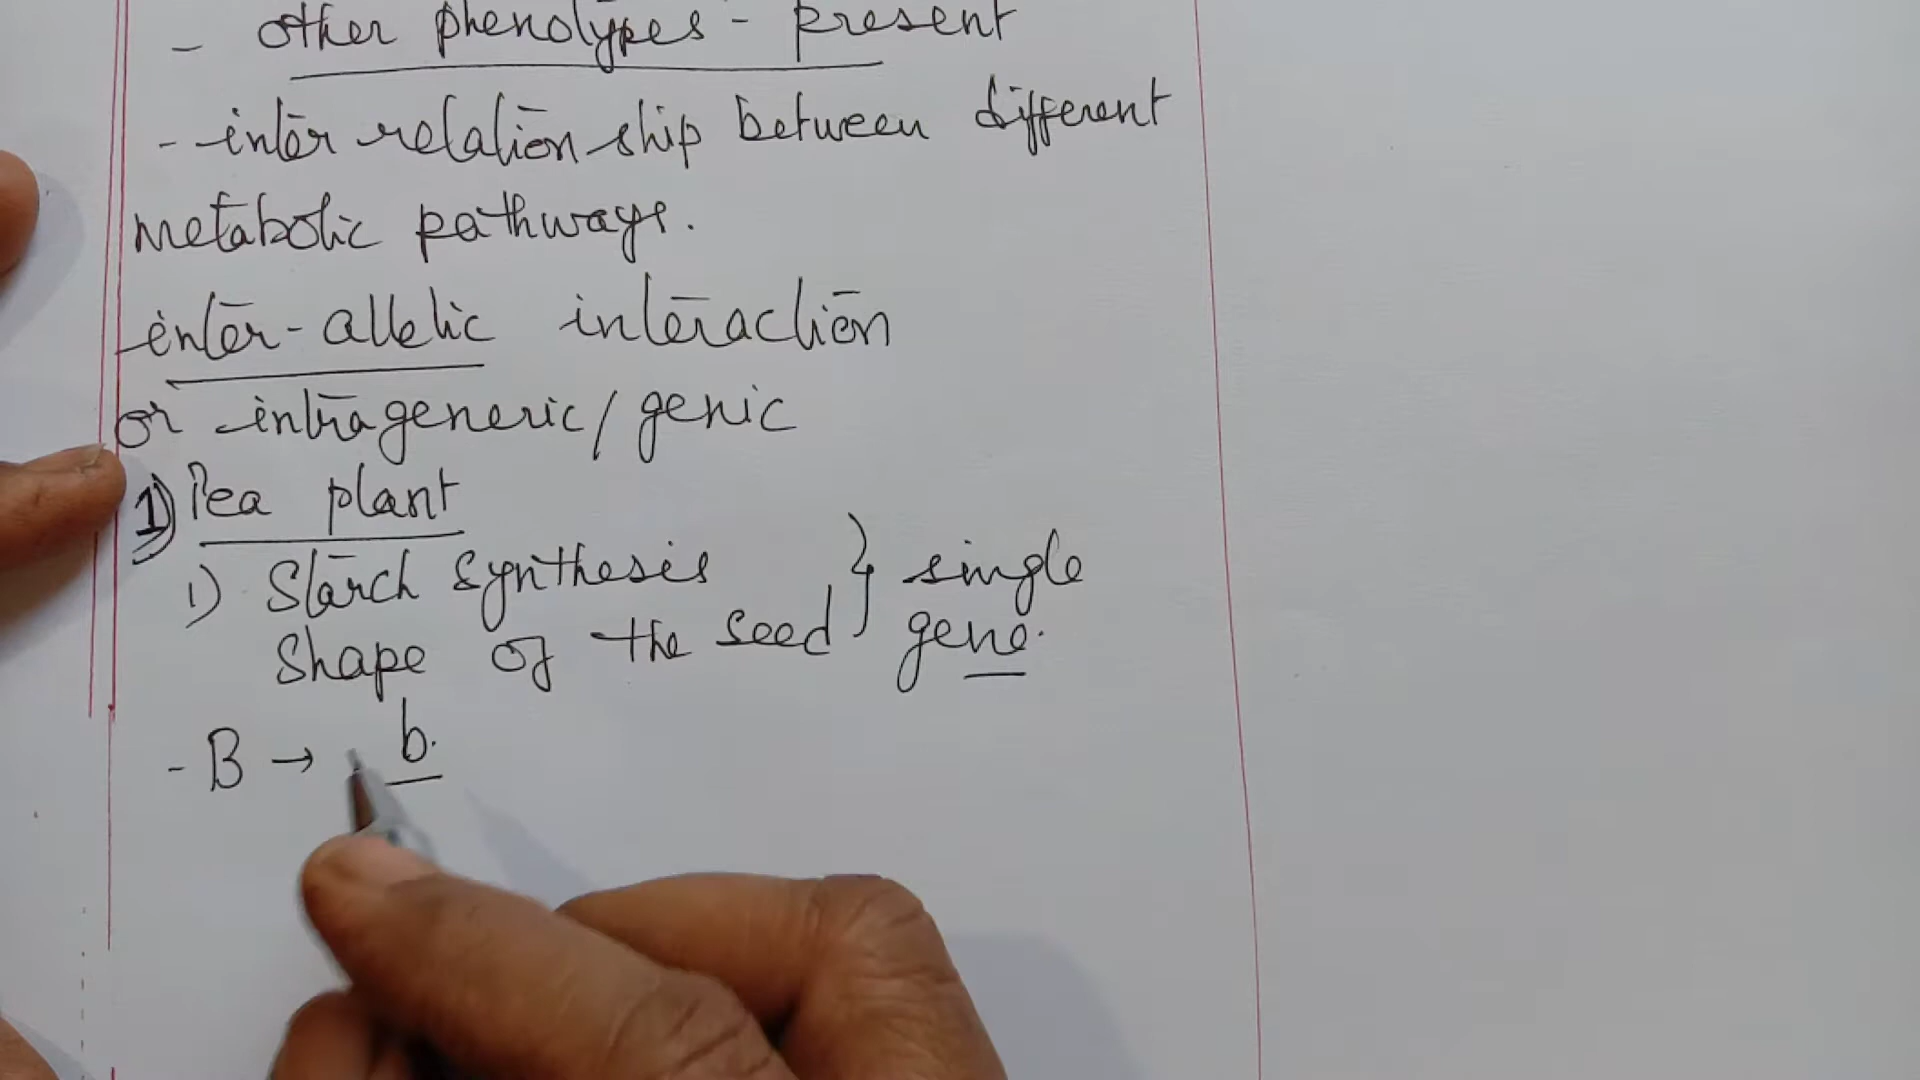 - other phenotypes - present
- inter relation ship between different
metabolic pathways.
inter-allelic interaction
or intrageneric/genic
1) Pea plant
1) Starch synthesis } single
shape of the seed gene.
- B → b.